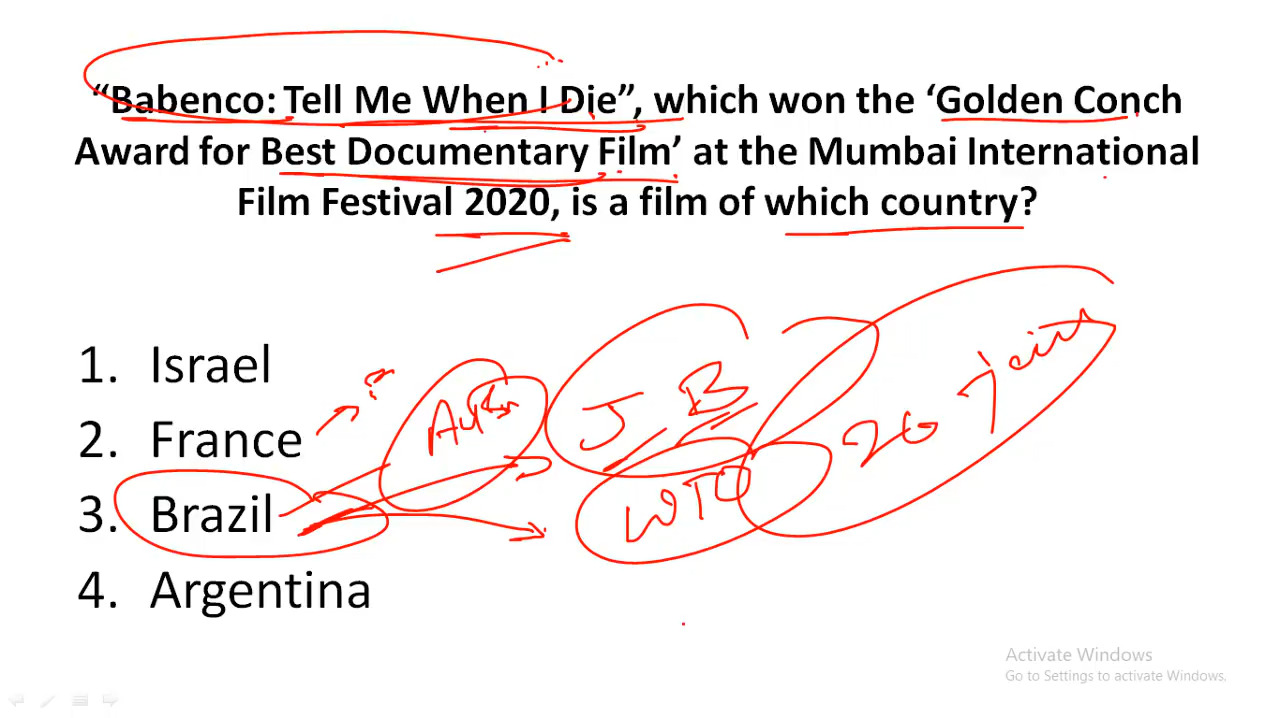 “Babenco: Tell Me When I Die”, which won the ‘Golden Conch
Award for Best Documentary Film’ at the Mumbai International
Film Festival 2020, is a film of which country?
1. Israel
2. France
3. Brazil
4. Argentina
J B
WTO
20
Activate Windows
Go to Settings to activate Windows.